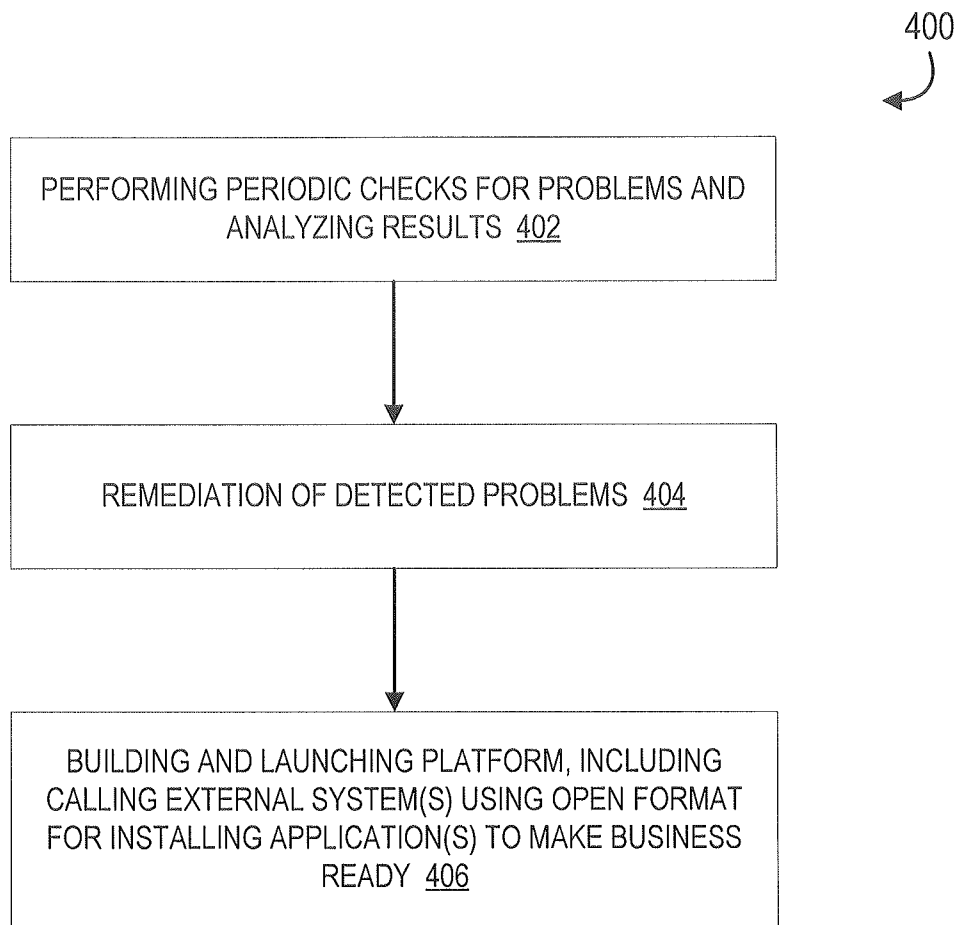 400
PERFORMING PERIODIC CHECKS FOR PROBLEMS AND
ANALYZING RESULTS 402
REMEDIATION OF DETECTED PROBLEMS 404
BUILDING AND LAUNCHING PLATFORM, INCLUDING
CALLING EXTERNAL SYSTEM(S) USING OPEN FORMAT
FOR INSTALLING APPLICATION(S) TO MAKE BUSINESS
READY 406